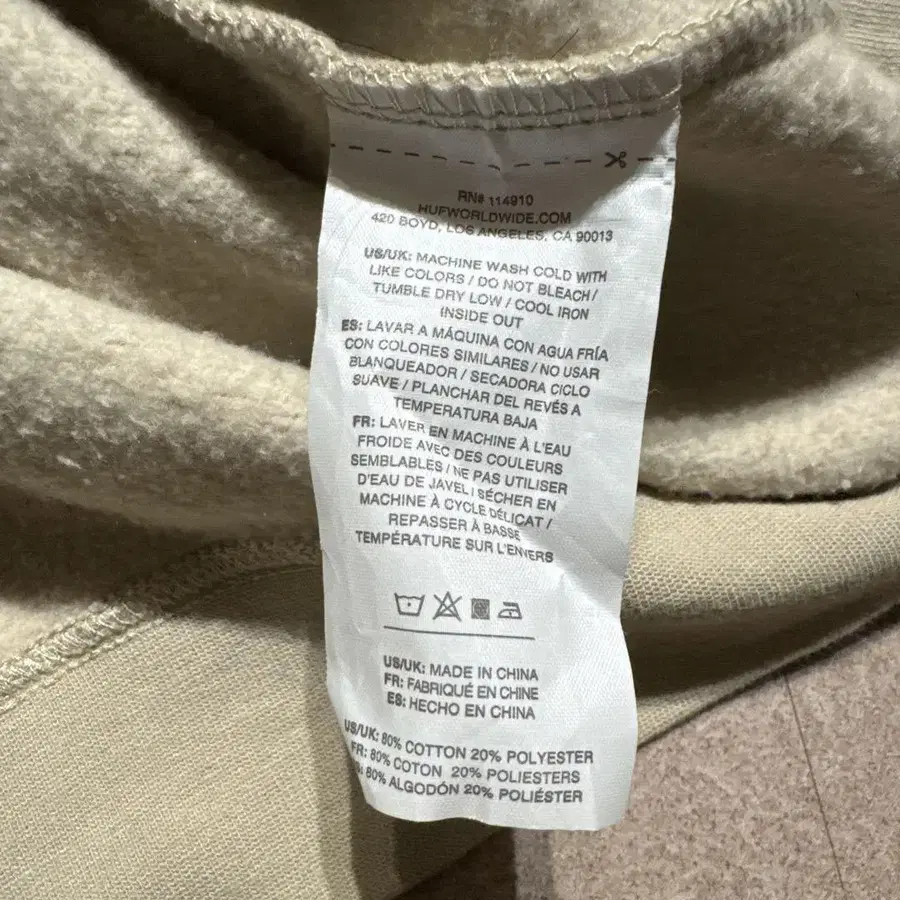 RN# 114910
HUFWORLDWIDE.COM
420 BOYD, LOS ANGELES, CA 90013
US/UK: MACHINE WASH COLD WITH
LIKE COLORS / DO NOT BLEACH /
TUMBLE DRY LOW / COOL IRON
INSIDE OUT
ES: LAVAR A MÁQUINA CON AGUA FRÍA
CON COLORES SIMILARES / NO USAR
BLANQUEADOR / SECADORA CICLO
SUAVE / PLANCHAR DEL REVÉS A
TEMPERATURA BAJA
FR: LAVER EN MACHINE À L'EAU
FROIDE AVEC DES COULEURS
SEMBLABLES / NE PAS UTILISER
D'EAU DE JAVEL / SÉCHER EN
MACHINE À CYCLE DÉLICAT /
REPASSER À BASSE
TEMPÉRATURE SUR L'ENVERS
US/UK: MADE IN CHINA
FR: FABRIQUÉ EN CHINE
ES: HECHO EN CHINA
US/UK: 80% COTTON 20% POLYESTER
FR: 80% COTON 20% POLIESTERS
S: 80% ALGODÓN 20% POLIÉSTER